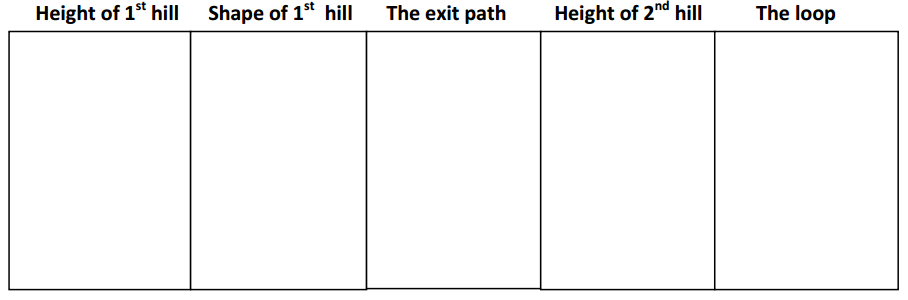 Height of 1st hill Shape of 1st hill The exit path Height of 2nd hill The loop